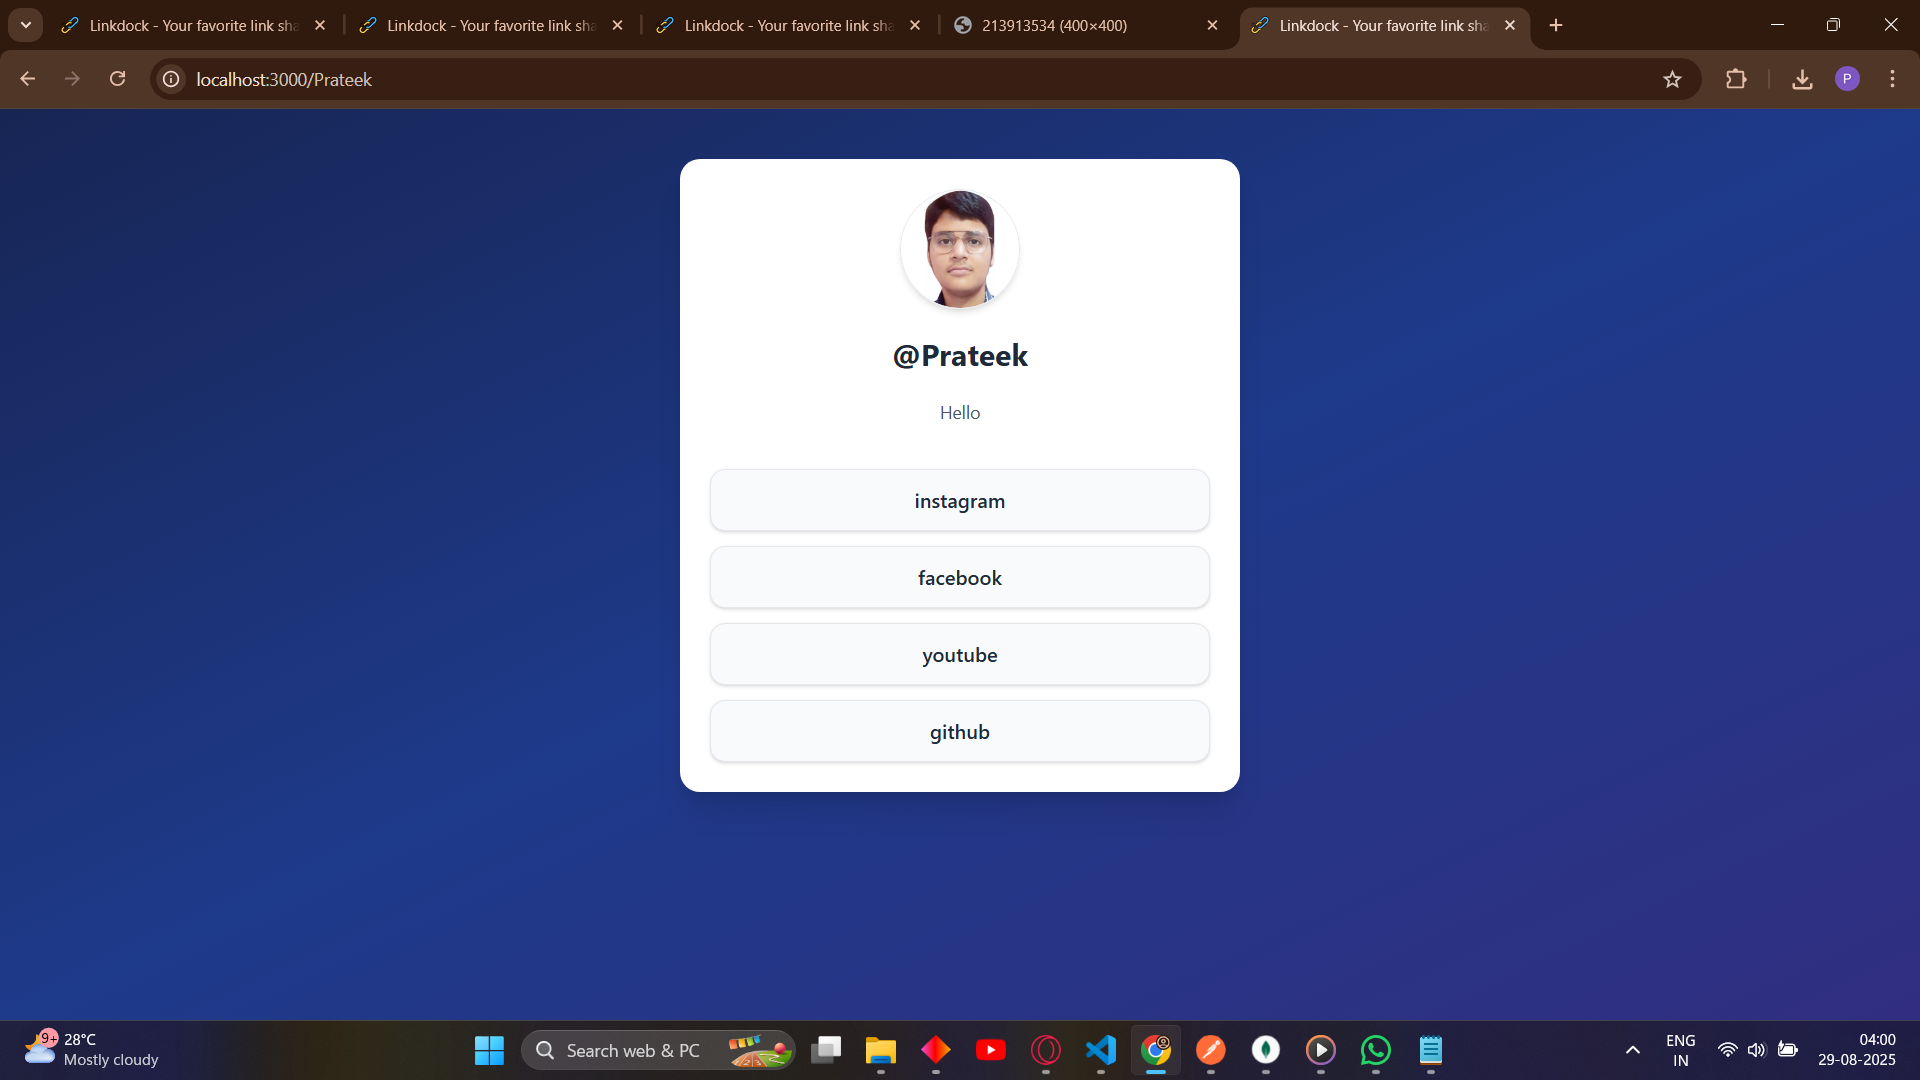 Linkdock - Your favorite link sha
Linkdock - Your favorite link sha
Linkdock - Your favorite link sha
213913534 (400×400)
Linkdock - Your favorite link sha
localhost:3000/Prateek
P
@Prateek
Hello
instagram
facebook
youtube
github
9+
28°C
Mostly cloudy
Search web & PC
ENG
IN
04:00
29-08-2025